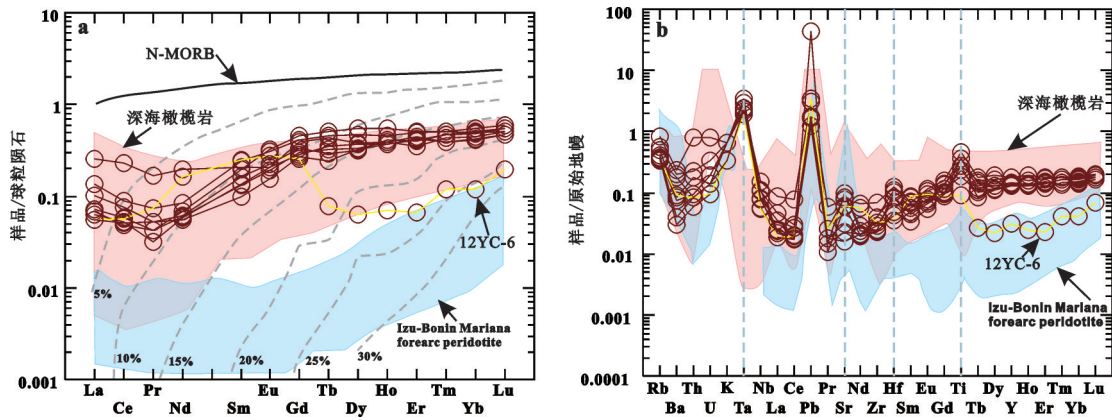 a
10
1
0.1
0.01
0.001
样品/球粒陨石
N-MORB
深海橄榄岩
12YC-6
Izu-Bonin Mariana
forearc peridotite
5%
10%
15%
20%
25%
30%
La Pr Eu Tb Ho Tm Lu
Ce Nd Sm Gd Dy Er Yb
b
100
10
1
0.1
0.01
0.001
0.0001
样品/原始地幔
深海橄榄岩
12YC-6
Izu-Bonin Mariana
forearc peridotite
Rb Th K Nb Ce Pr Nd Hf Eu Ti Dy Ho Tm Lu
Ba U Ta La Pb Sr Zr Sm Gd Tb Y Er Yb